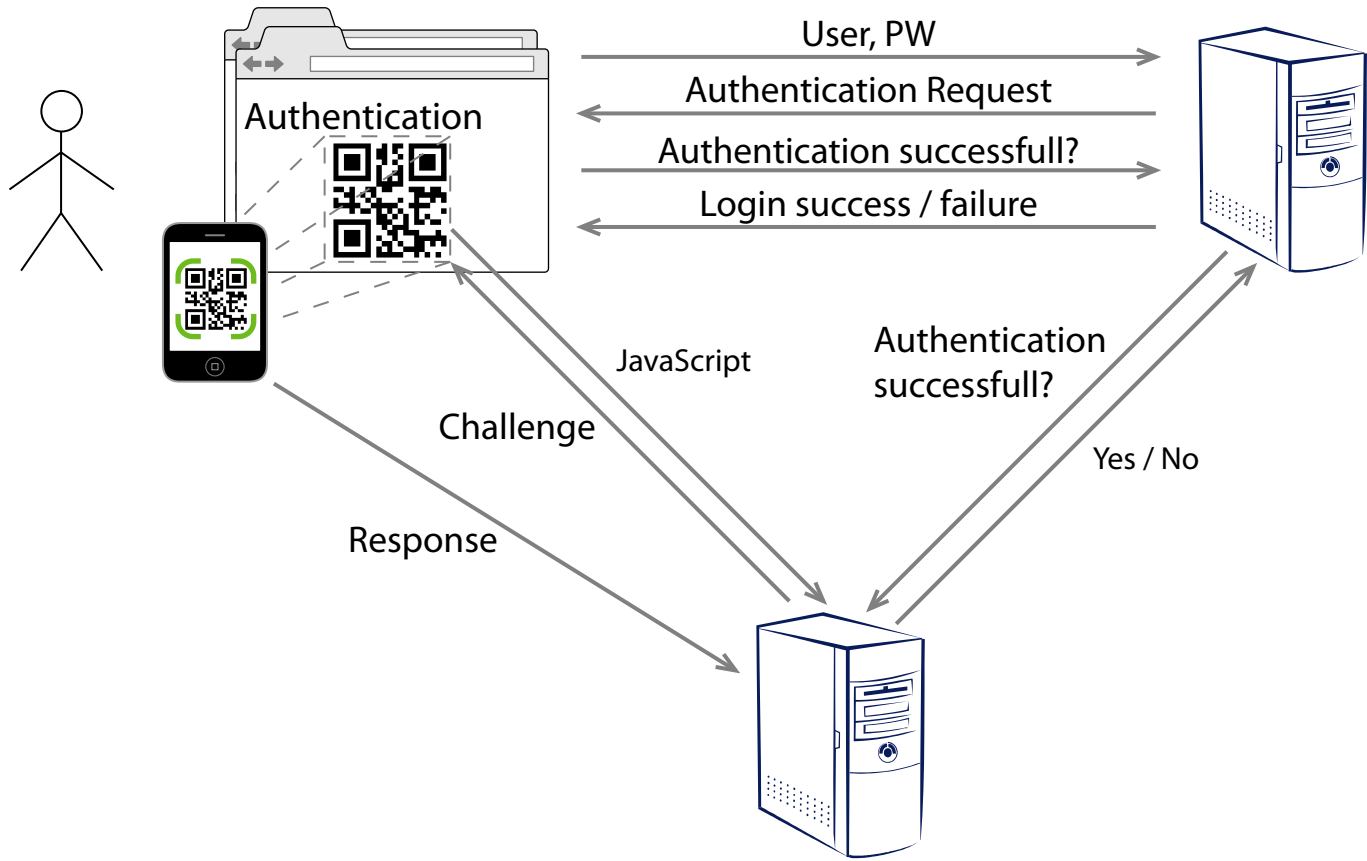 User, PW
Authentication Request
Authentication
Authentication successfull?
Login success / failure
JavaScript
Authentication
successfull?
Challenge
Yes / No
Response